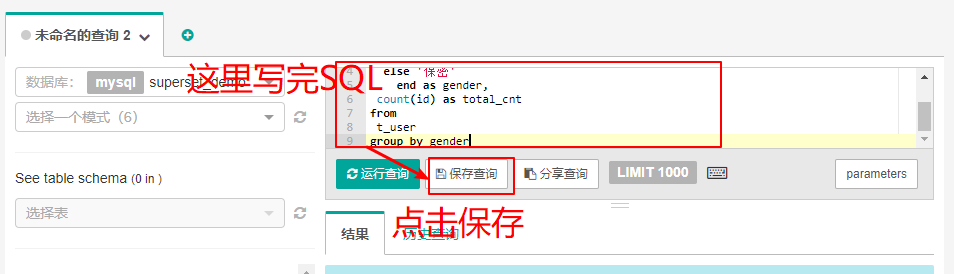 未命名的查询 2
数据库: mysql superset_demo
这里写完SQL
选择一个模式（6）
See table schema (0 in )
选择表
4 else '保密'
5 end as gender,
6 count(id) as total_cnt
7 from
8 t_user
9 group by gender
运行查询 保存查询 分享查询 LIMIT 1000 parameters
点击保存
结果 历史查询